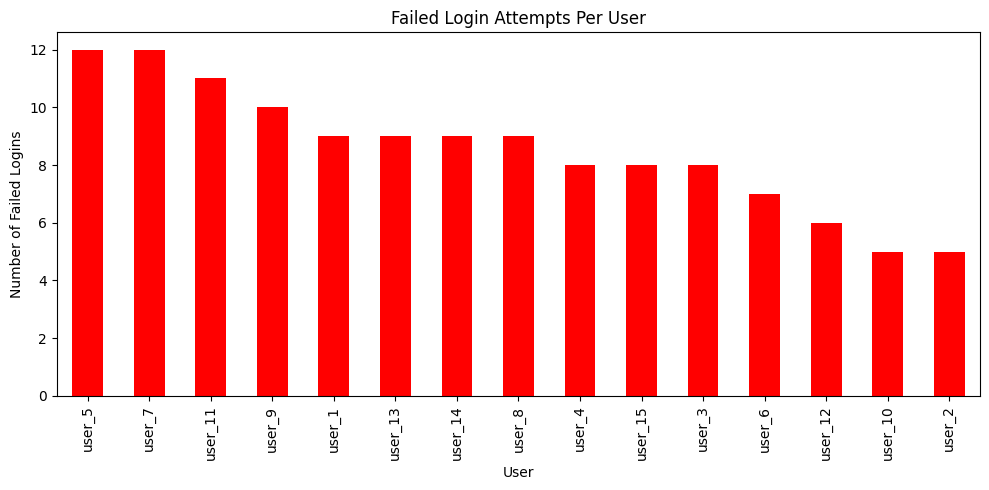 Failed Login Attempts Per User
Number of Failed Logins
12
10
8
6
4
2
0
user_5
user_7
user_11
user_9
user_1
user_13
user_14
user_8
user_4
user_15
user_3
user_6
user_12
user_10
user_2
User